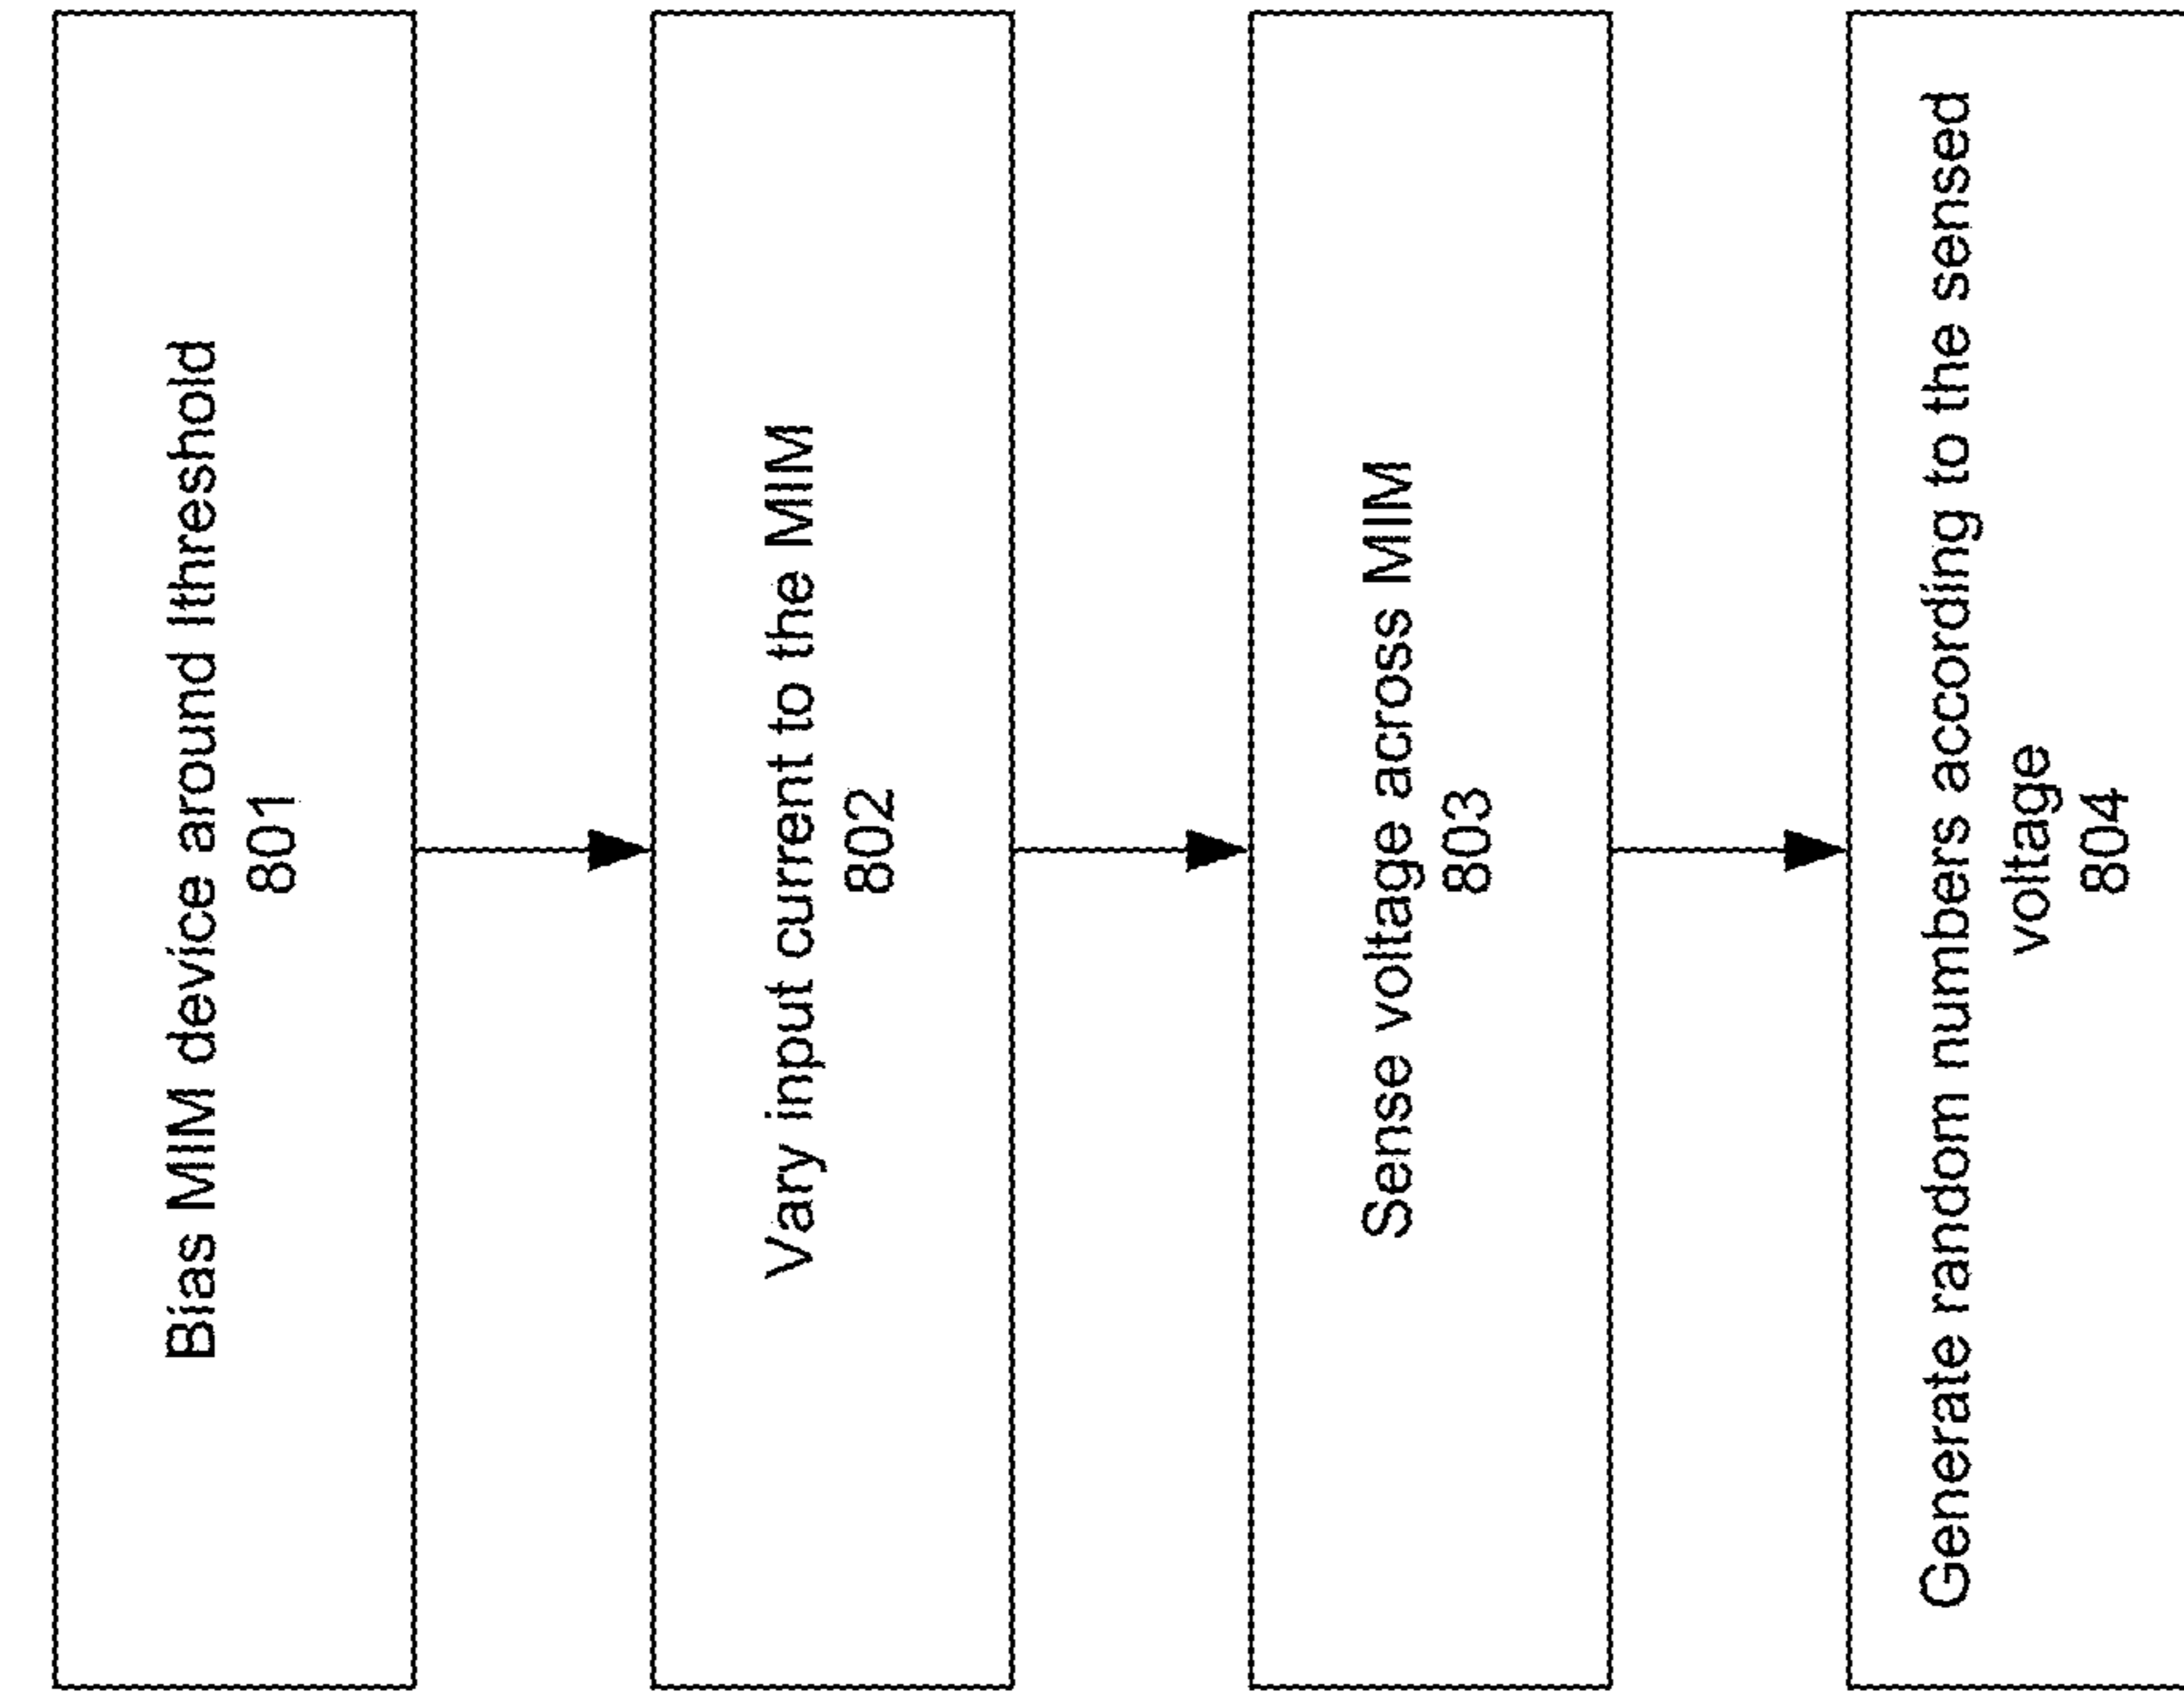 Bias MIM device around Ithreshold
801
Vary input current to the MIM
802
Sense voltage across MIM
803
Generate random numbers according to the sensed
voltage
804